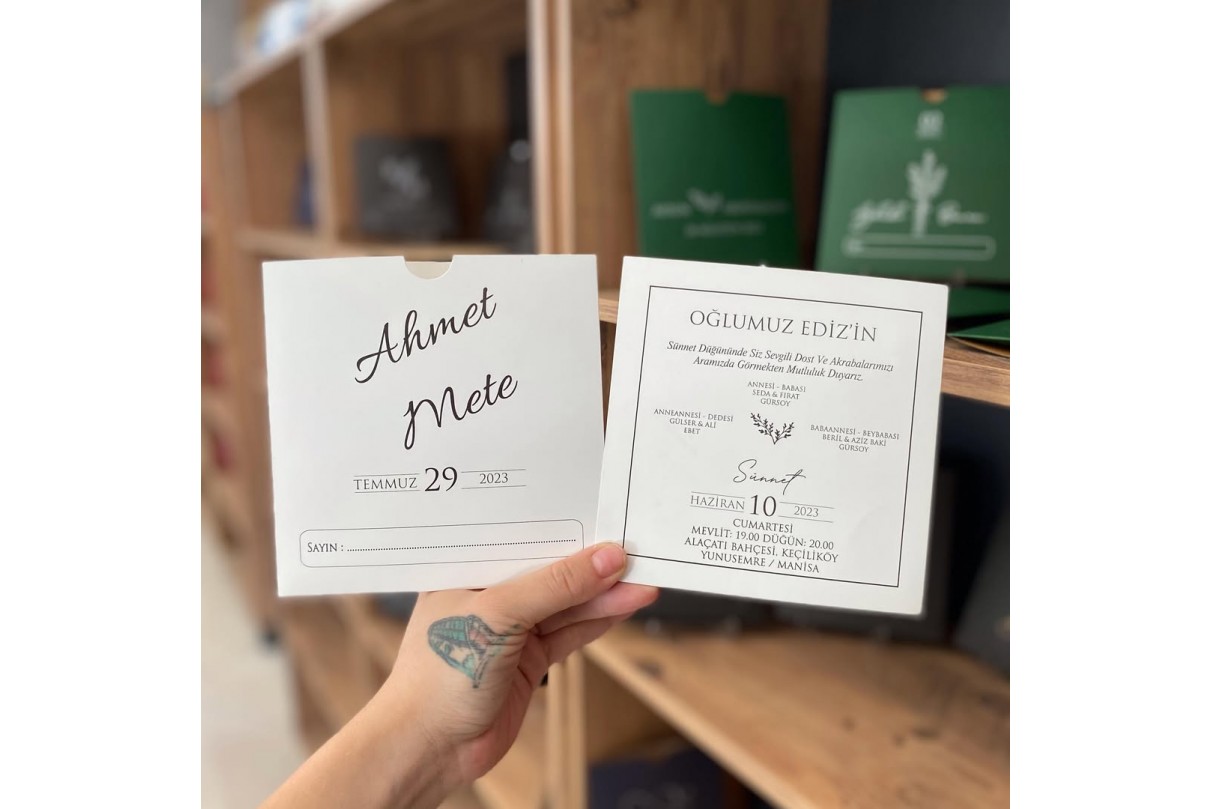 Ahmet
Mete
TEMMUZ 29 2023
SAYIN : ........................................................
OĞLUMUZ EDİZ'İN
Sünnet Düğününde Siz Sevgili Dost Ve Akrabalarımızı
Aramızda Görmekten Mutluluk Duyarız.
ANNESİ - BABASI
SEDA & FIRAT
GÜRSOY
ANNEANNESİ - DEDESİ
GÜLSER & ALİ
EBET
BABAANNESİ - BEYBABASI
BERİL & AZİZ BAKİ
GÜRSOY
Sünnet
HAZİRAN 10 2023
CUMARTESİ
MEVLİT: 19.00 DÜĞÜN: 20.00
ALAÇATI BAHÇESİ, KEÇİLİKÖY
YUNUSEMRE / MANİSA